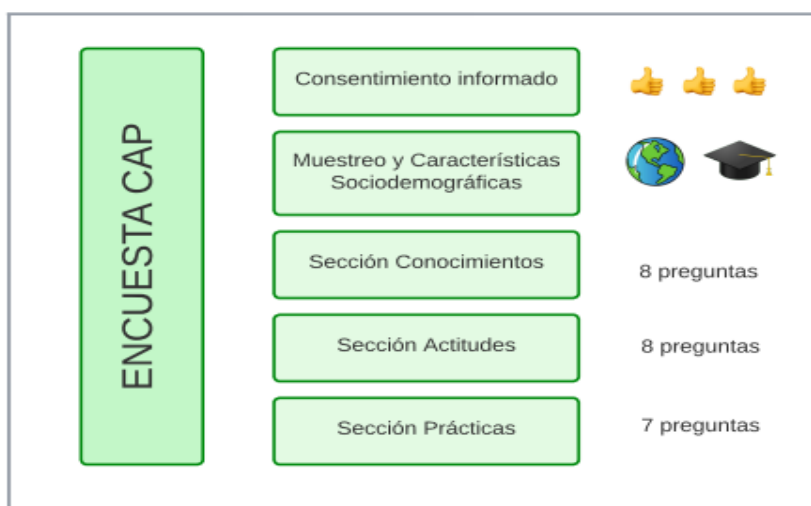 ENCUESTA CAP
Consentimiento informado
Muestreo y Características
Sociodemográficas
Sección Conocimientos
8 preguntas
Sección Actitudes
8 preguntas
Sección Prácticas
7 preguntas